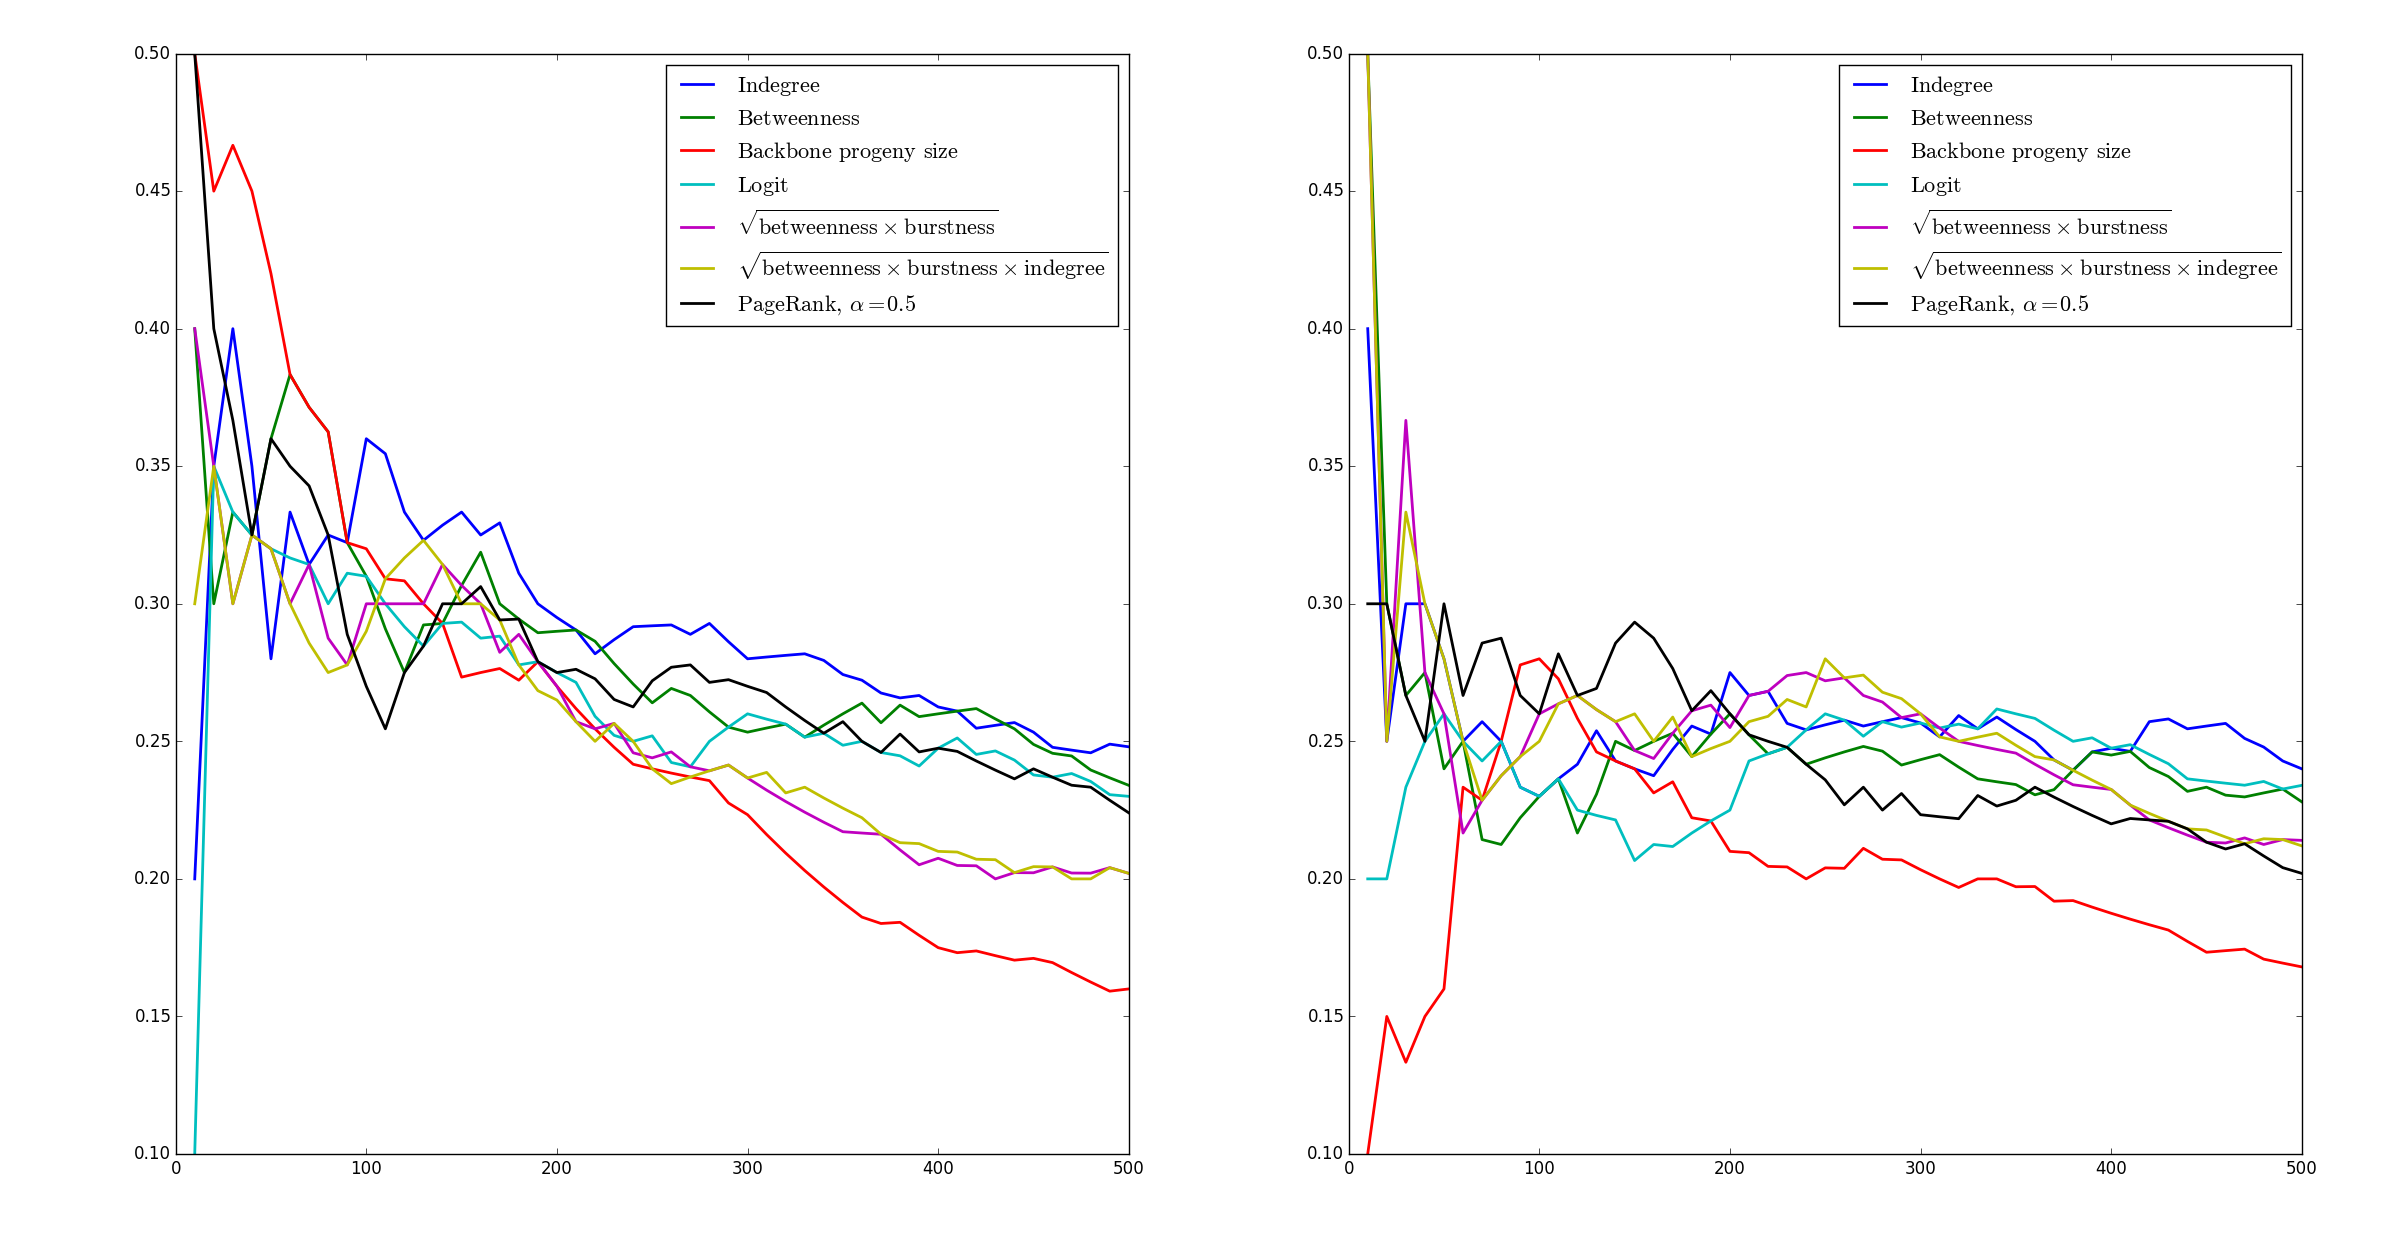 0.50
0.45
0.40
0.35
0.30
0.25
0.20
0.15
0.10
0 100 200 300 400 500
Indegree
Betweenness
Backbone progeny size
Logit
√betweenness × burstness
√betweenness × burstness × indegree
PageRank, α = 0.5
0.50
0.45
0.40
0.35
0.30
0.25
0.20
0.15
0.10
0 100 200 300 400 500
Indegree
Betweenness
Backbone progeny size
Logit
√betweenness × burstness
√betweenness × burstness × indegree
PageRank, α = 0.5